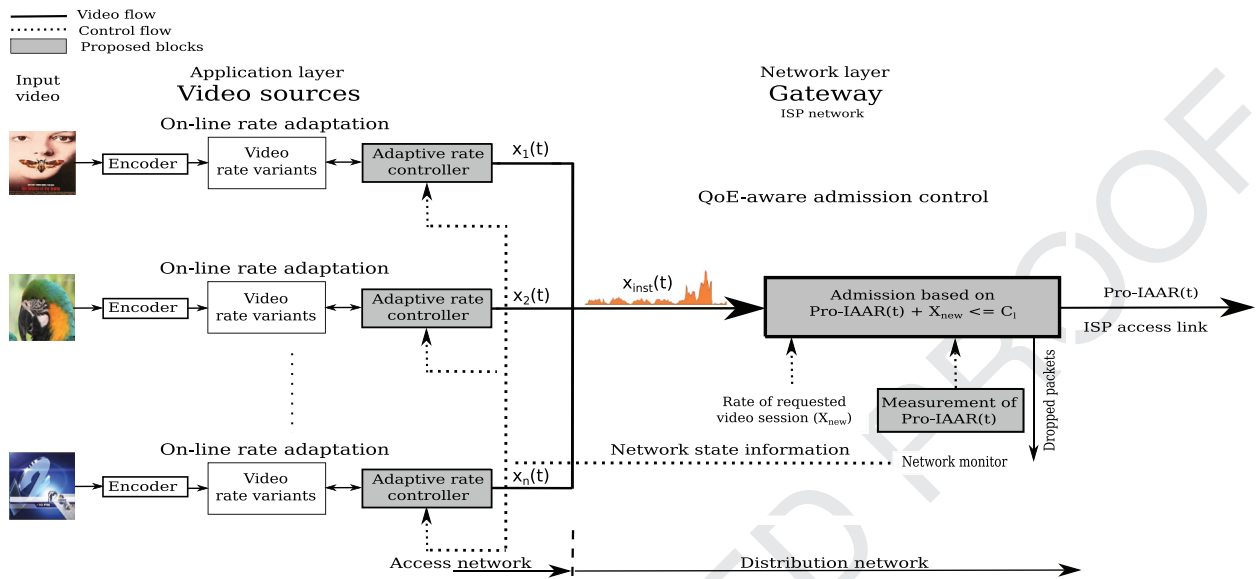 Video flow
Control flow
Proposed blocks
Input
video
Application layer
Video sources
Network layer
Gateway
ISP network
On-line rate adaptation
Encoder
Video
rate variants
Adaptive rate
controller
x1(t)
QoE-aware admission control
On-line rate adaptation
Encoder
Video
rate variants
Adaptive rate
controller
x2(t)
xinst(t)
Admission based on
Pro-IAAR(t) + Xnew <= Cl
Pro-IAAR(t)
ISP access link
Dropped packets
Rate of requested
video session (Xnew)
Measurement of
Pro-IAAR(t)
On-line rate adaptation
Encoder
Video
rate variants
Adaptive rate
controller
xn(t)
Network state information
Network monitor
Access network
Distribution network
ED PROOF